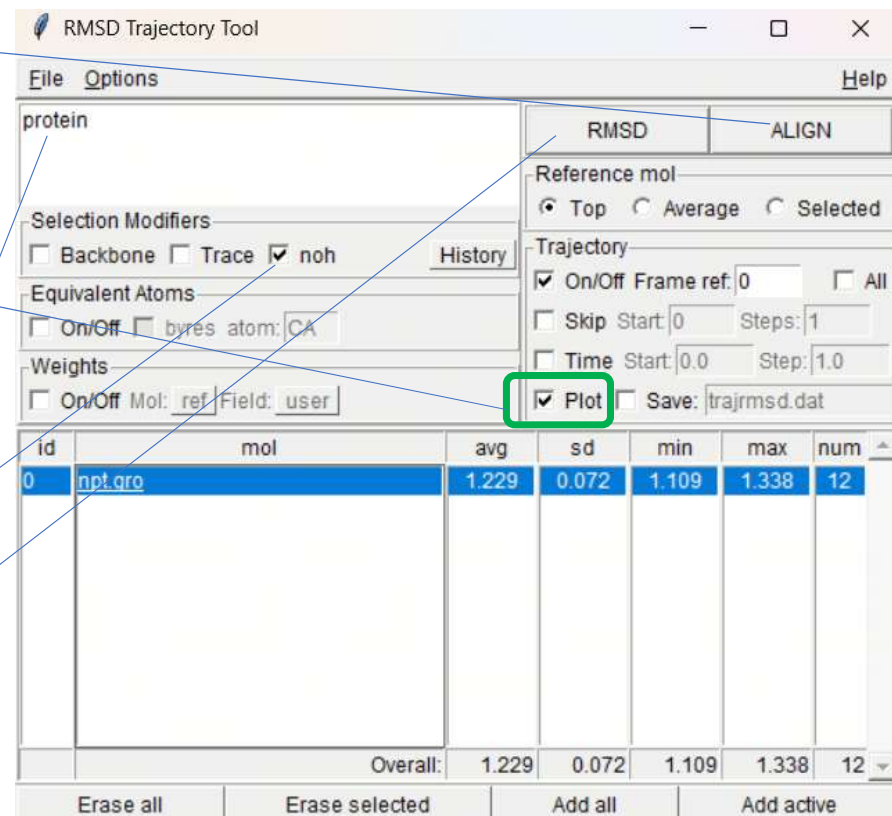 RMSD Trajectory Tool
File Options Help
protein
RMSD ALIGN
Reference mol
Top Average Selected
Selection Modifiers
Backbone Trace noh History
Trajectory
On/Off Frame ref: 0 All
Skip Start: 0 Steps: 1
Time Start: 0.0 Step: 1.0
Plot Save: trajrmsd.dat
Equivalent Atoms
On/Off byres atom: CA
Weights
On/Off Mol: ref Field: user
id mol avg sd min max num
0 npt.gro 1.229 0.072 1.109 1.338 12
Overall: 1.229 0.072 1.109 1.338 12
Erase all Erase selected Add all Add active